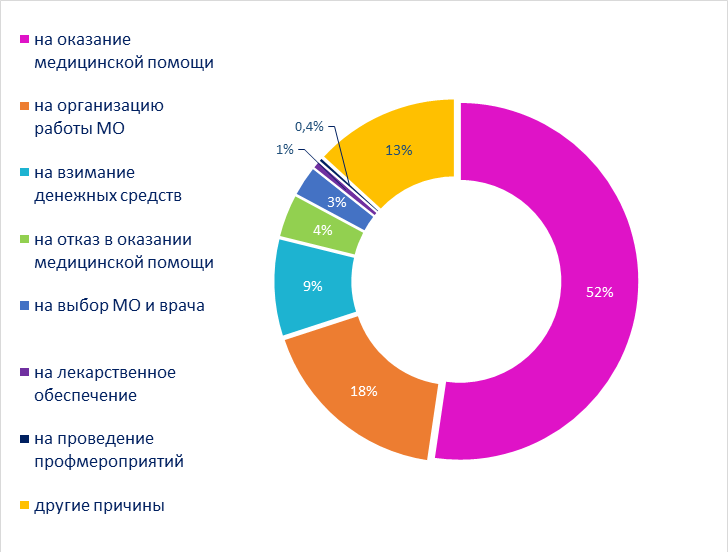 на оказание
медицинской помощи
на организацию
работы МО
на взимание
денежных средств
на отказ в оказании
медицинской помощи
на выбор МО и врача
на лекарственное
обеспечение
на проведение
профмероприятий
другие причины
0,4%
1%
13%
3%
4%
9%
52%
18%